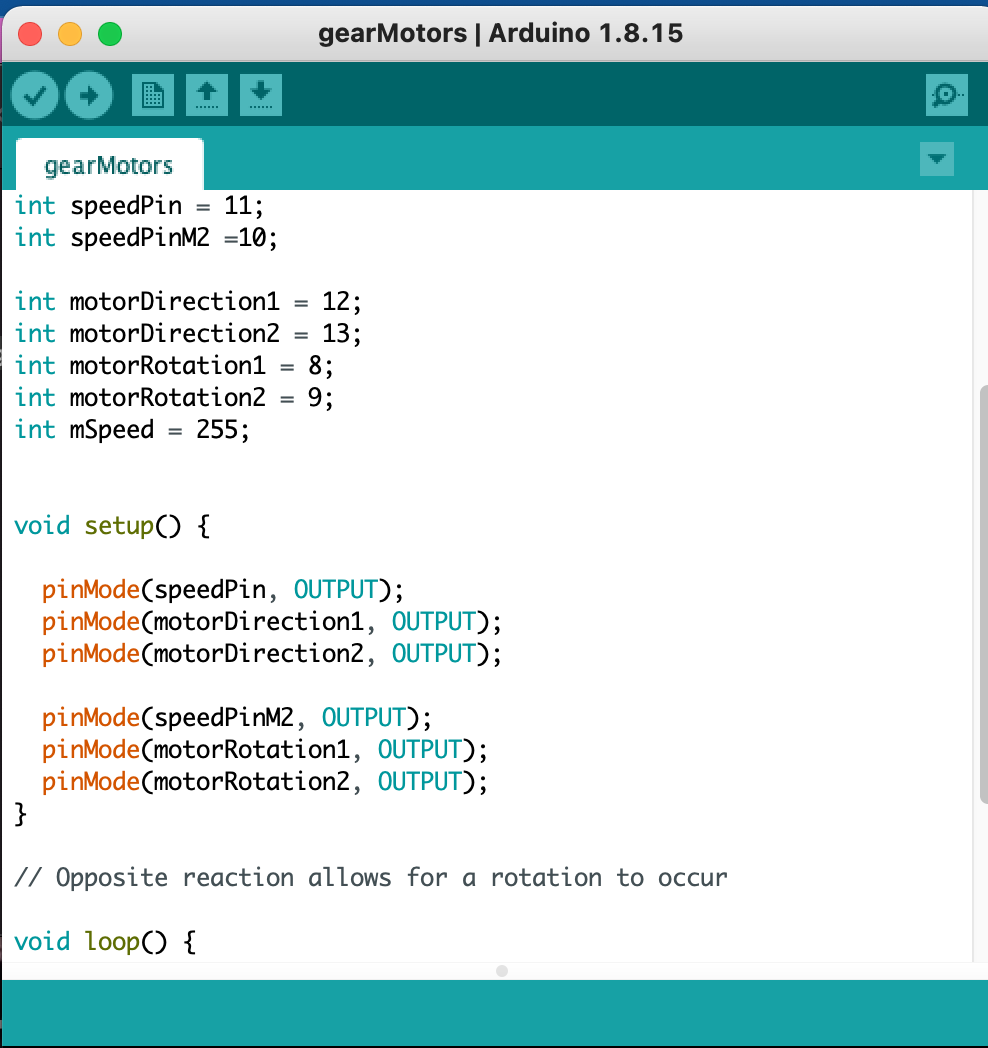 gearMotors | Arduino 1.8.15
gearMotors
int speedPin = 11;
int speedPinM2 =10;
int motorDirection1 = 12;
int motorDirection2 = 13;
int motorRotation1 = 8;
int motorRotation2 = 9;
int mSpeed = 255;
void setup() {
pinMode(speedPin, OUTPUT);
pinMode(motorDirection1, OUTPUT);
pinMode(motorDirection2, OUTPUT);
pinMode(speedPinM2, OUTPUT);
pinMode(motorRotation1, OUTPUT);
pinMode(motorRotation2, OUTPUT);
}
// Opposite reaction allows for a rotation to occur
void loop() {